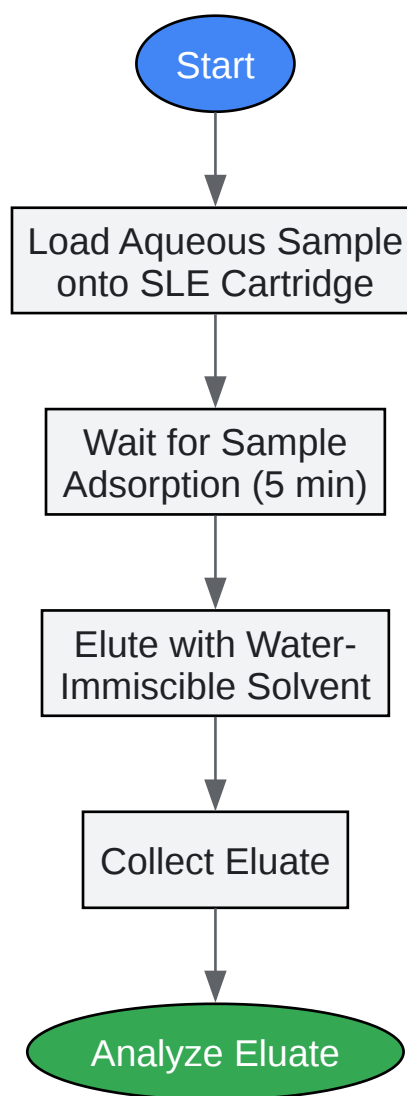 Start
Load Aqueous Sample
onto SLE Cartridge
Wait for Sample
Adsorption (5 min)
Elute with Water-
Immiscible Solvent
Collect Eluate
Analyze Eluate